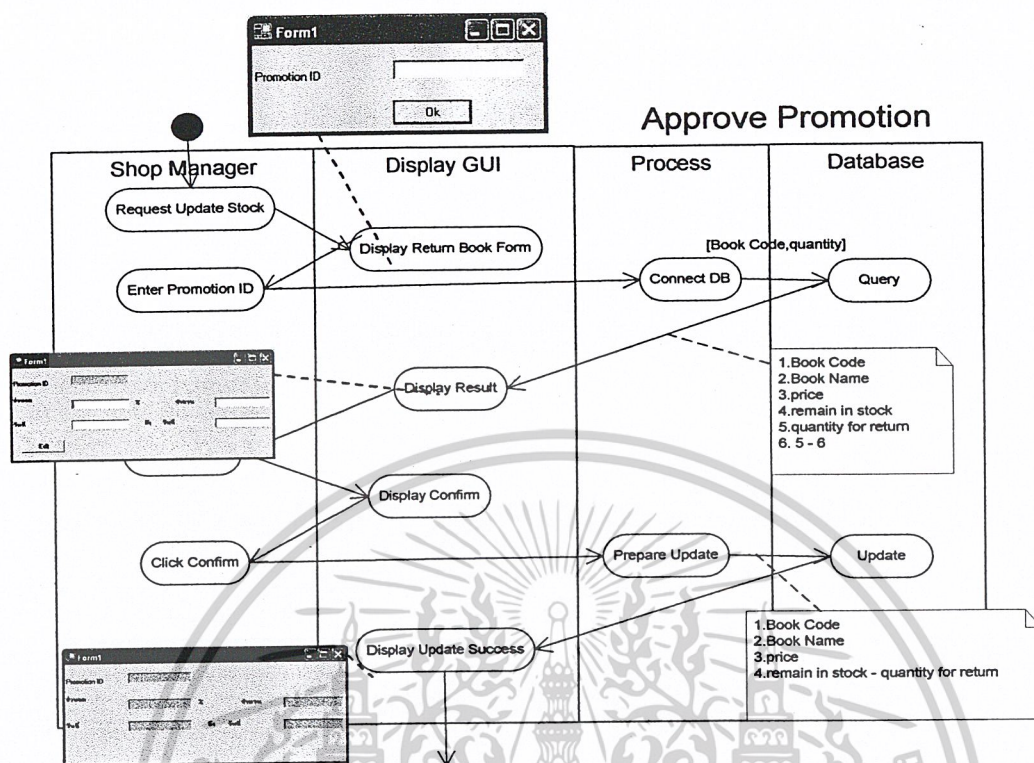 Form1
Promotion ID
Ok
Approve Promotion
Shop Manager
Display GUI
Process
Database
Request Update Stock
Display Return Book Form
[Book Code,quantity]
Enter Promotion ID
Connect DB
Query
Form1
Promotion ID
%
Edit
Display Result
1.Book Code
2.Book Name
3.price
4.remain in stock
5.quantity for return
6. 5 - 6
Display Confirm
Click Confirm
Prepare Update
Update
1.Book Code
2.Book Name
3.price
4.remain in stock - quantity for return
Display Update Success
Form1
Promotion ID
%